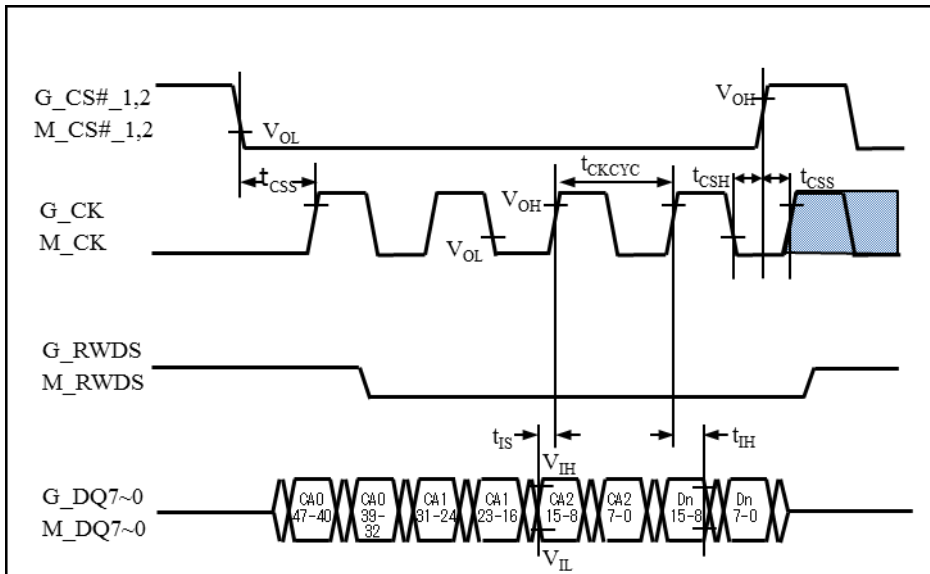 G_CS#_1,2
M_CS#_1,2
VOL
VOH
tCSS
tCKCYC
tCSH
tCSS
G_CK
M_CK
VOH
VOL
G_RWDS
M_RWDS
tIS
tIH
VIH
G_DQ7~0
M_DQ7~0
CA0
47-40
CA0
39-
32
CA1
31-24
CA1
23-16
CA2
15-8
CA2
7-0
Dn
15-8
Dn
7-0
VIL